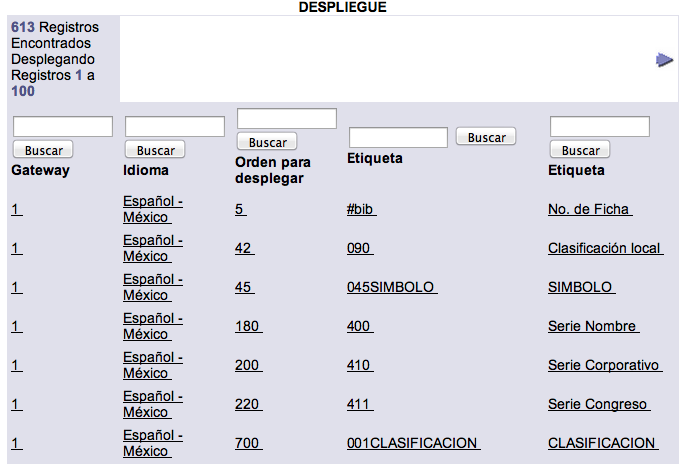 DESPLIEGUE
613 Registros
Encontrados
Desplegando
Registros 1 a
100
Buscar
Buscar
Buscar
Buscar
Buscar
Gateway
Idioma
Orden para
desplegar
Etiqueta
Etiqueta
1 Español - México 5 #bib No. de Ficha
1 Español - México 42 090 Clasificación local
1 Español - México 45 045SIMBOLO SIMBOLO
1 Español - México 180 400 Serie Nombre
1 Español - México 200 410 Serie Corporativo
1 Español - México 220 411 Serie Congreso
1 Español - México 700 001CLASIFICACION CLASIFICACION